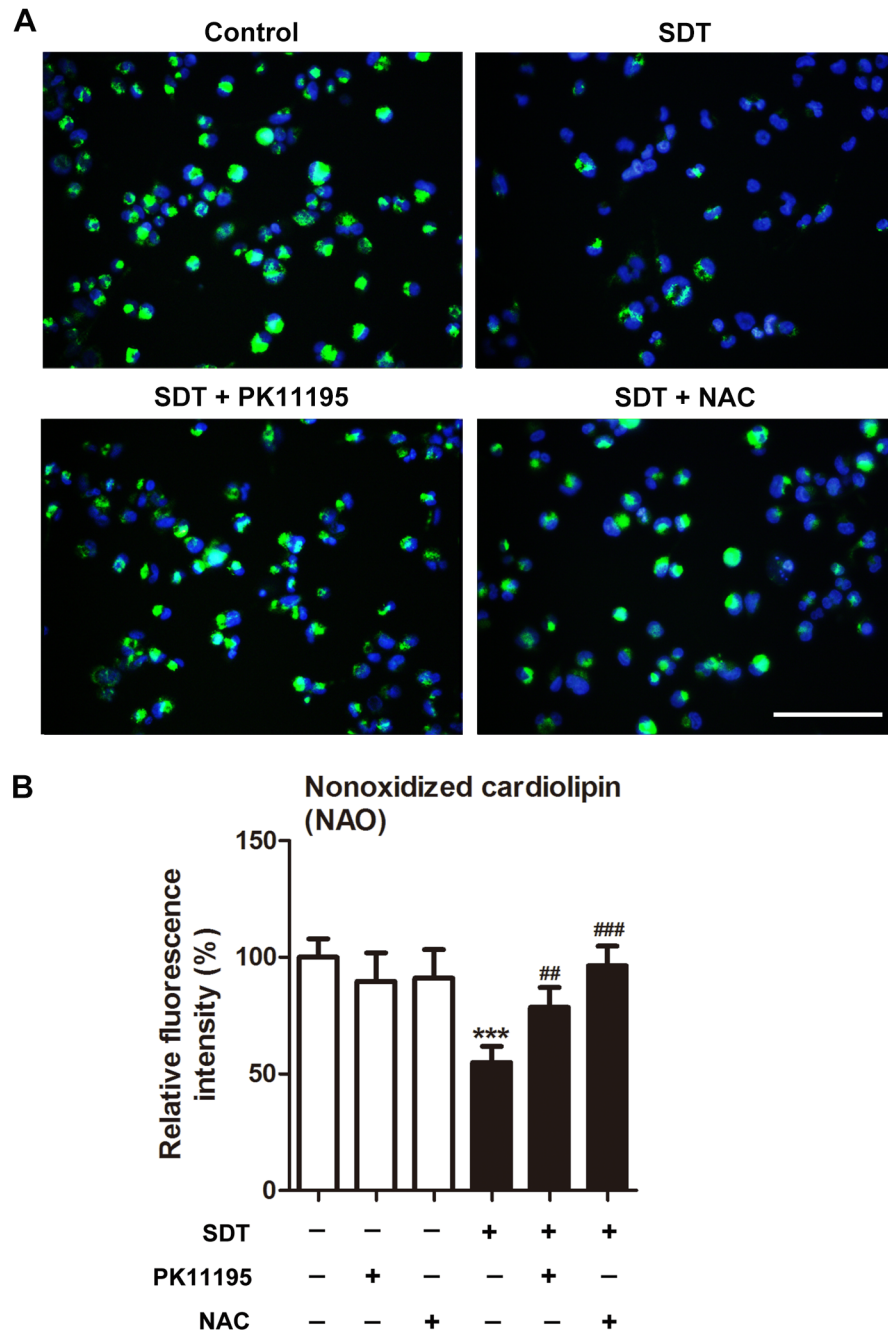 A
Control
SDT
SDT + PK11195
SDT + NAC
B
Nonoxidized cardiolipin
(NAO)
Relative fluorescence
intensity (%)
150
100
50
0
***
##
###
SDT – – – + + +
PK11195 – + – – + –
NAC – – + – – +